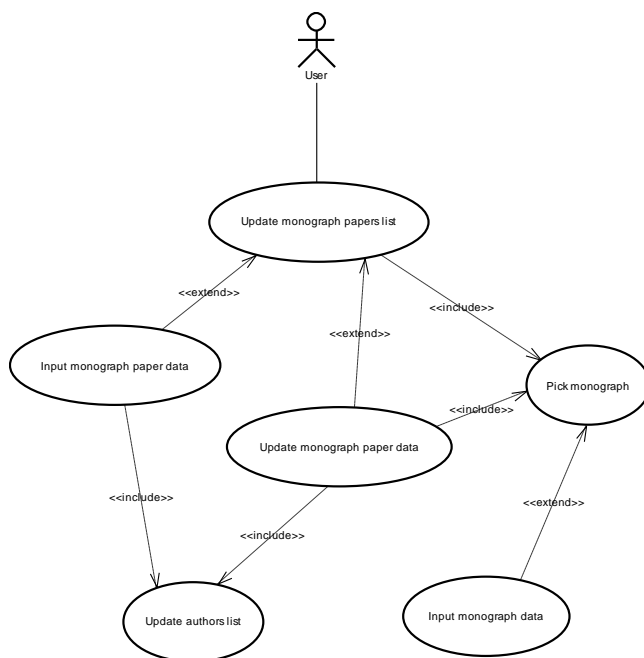 User
Update monograph papers list
<<extend>>
<<include>>
<<extend>>
Input monograph paper data
Pick monograph
<<include>>
Update monograph paper data
<<include>>
<<extend>>
<<include>>
Update authors list
Input monograph data